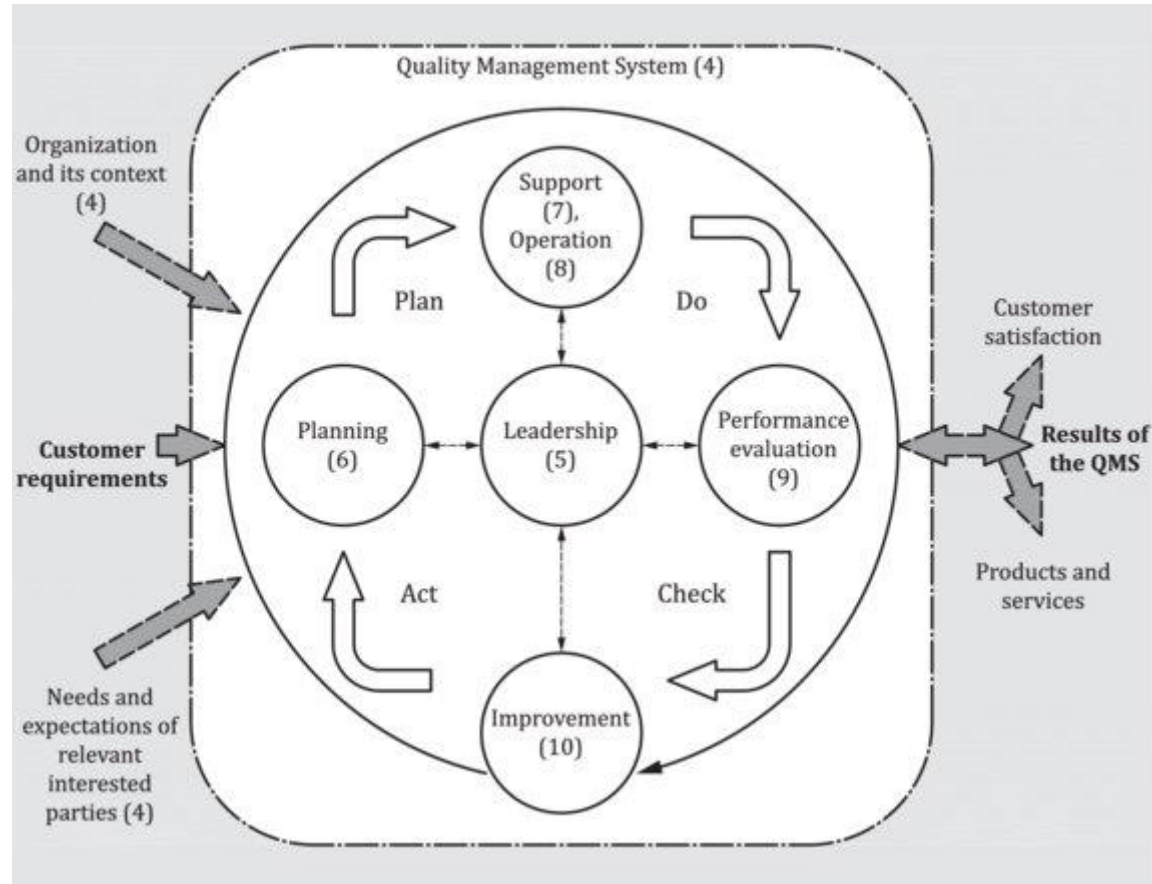 Quality Management System (4)
Organization
and its context
(4)
Support
(7),
Operation
(8)
Plan
Do
Customer
satisfaction
Planning
(6)
Leadership
(5)
Performance
evaluation
(9)
Customer
requirements
Results of
the QMS
Act
Check
Products and
services
Needs and
expectations of
relevant
interested
parties (4)
Improvement
(10)